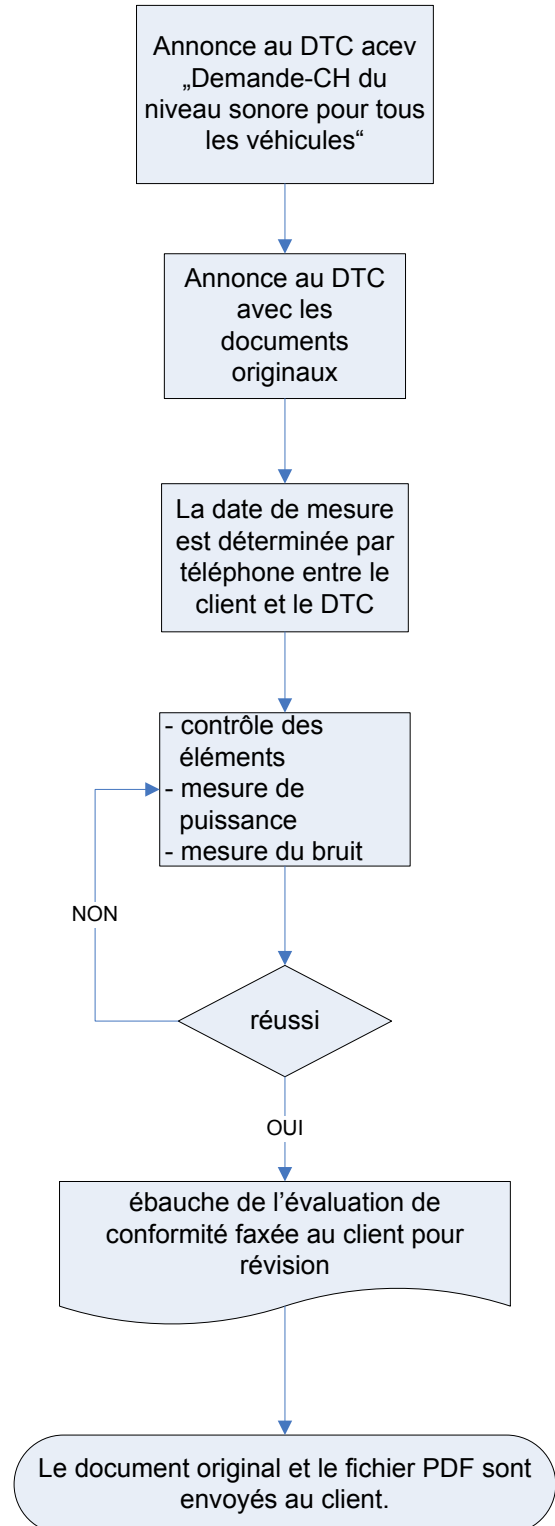 Annonce au DTC acev
„Demande-CH du
niveau sonore pour tous
les véhicules“
Annonce au DTC
avec les
documents
originaux
La date de mesure
est déterminée par
téléphone entre le
client et le DTC
- contrôle des
éléments
- mesure de
puissance
- mesure du bruit
NON
réussi
OUI
ébauche de l’évaluation de
conformité faxée au client pour
révision
Le document original et le fichier PDF sont
envoyés au client.